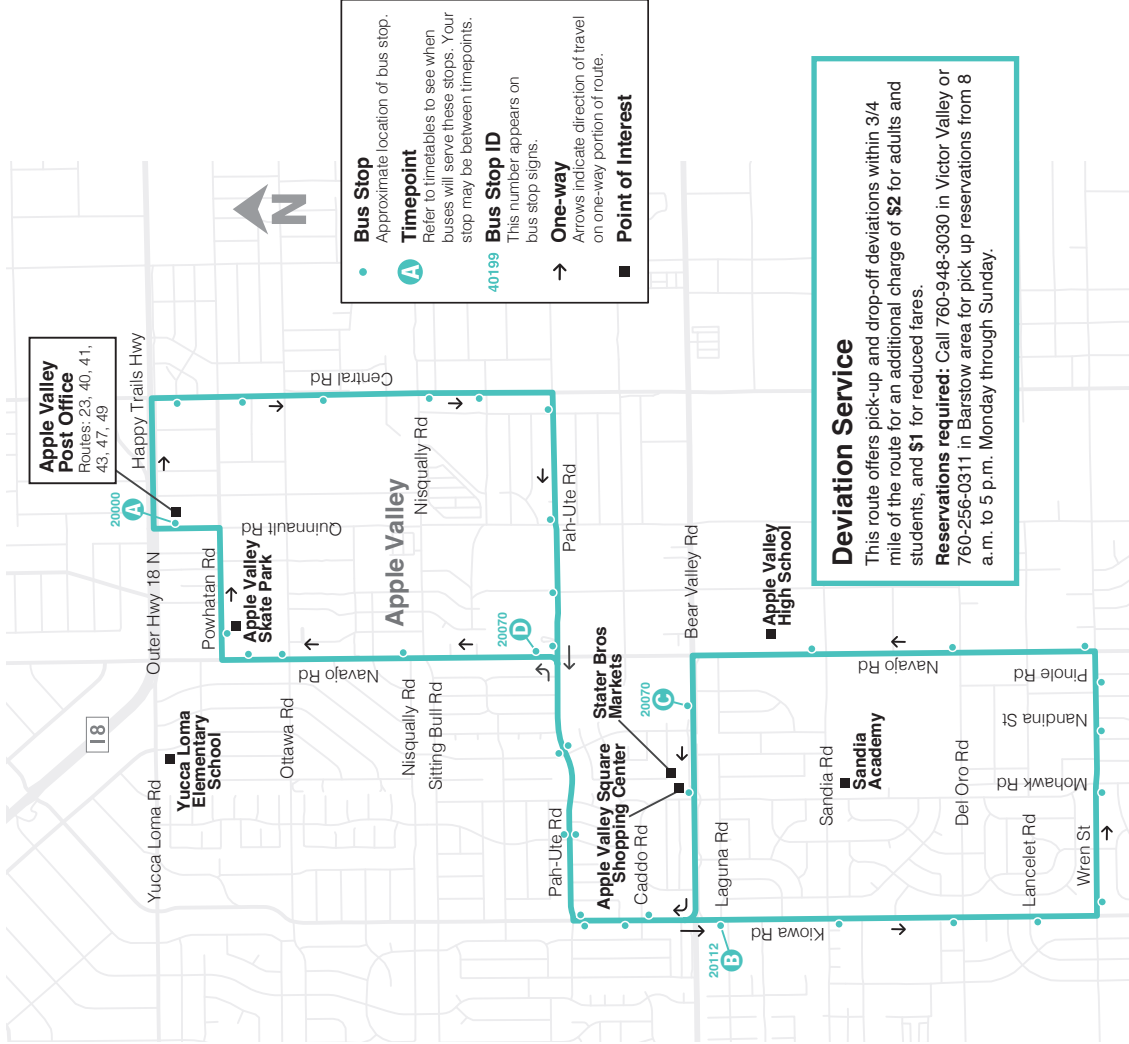 Apple Valley
Post Office
Routes: 23, 40, 41,
43, 47, 49
Happy Trails Hwy
Outer Hwy 18 N
Yucca Loma Rd
18
20000
A
Yucca Loma
Elementary
School
Powhatan Rd
Apple Valley
Skate Park
Quinnault Rd
Central Rd
Ottawa Rd
Navajo Rd
Apple Valley
Nisqually Rd
Nisqually Rd
Sitting Bull Rd
20070
D
Pah-Ute Rd
Pah-Ute Rd
Stater Bros
Markets
Apple Valley Square
Shopping Center
Caddo Rd
20070
C
Bear Valley Rd
Laguna Rd
20112
B
Kiowa Rd
Apple Valley
High School
Sandia Rd
Sandia
Academy
Navajo Rd
Del Oro Rd
Lancelet Rd
Wren St
Mohawk Rd
Nandina St
Pinole Rd
N
Bus Stop
Approximate location of bus stop.
A
Timepoint
Refer to timetables to see when
buses will serve these stops. Your
stop may be between timepoints.
40199
Bus Stop ID
This number appears on
bus stop signs.
One-way
Arrows indicate direction of travel
on one-way portion of route.
Point of Interest
Deviation Service
This route offers pick-up and drop-off deviations within 3/4
mile of the route for an additional charge of $2 for adults and
students, and $1 for reduced fares.
Reservations required: Call 760-948-3030 in Victor Valley or
760-256-0311 in Barstow area for pick up reservations from 8
a.m. to 5 p.m. Monday through Sunday.